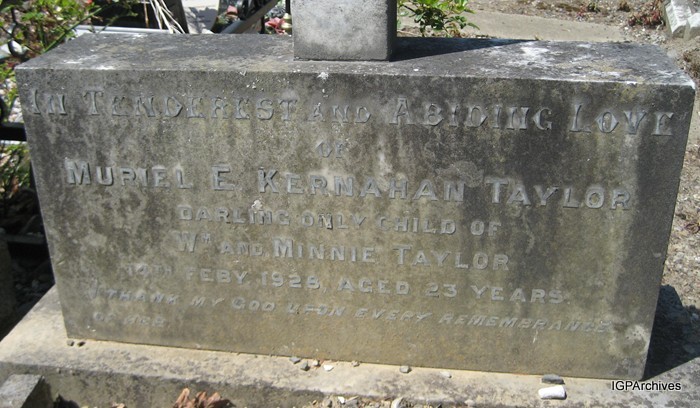 IN TENDEREST AND ABIDING LOVE
OF
MURIEL E. KERNAHAN TAYLOR
DARLING ONLY CHILD OF
WM AND MINNIE TAYLOR
FEBY. 1928, AGED 23 YEARS.
I THANK MY GOD UPON EVERY REMEMBRANCE
OF HER.
IGPArchives